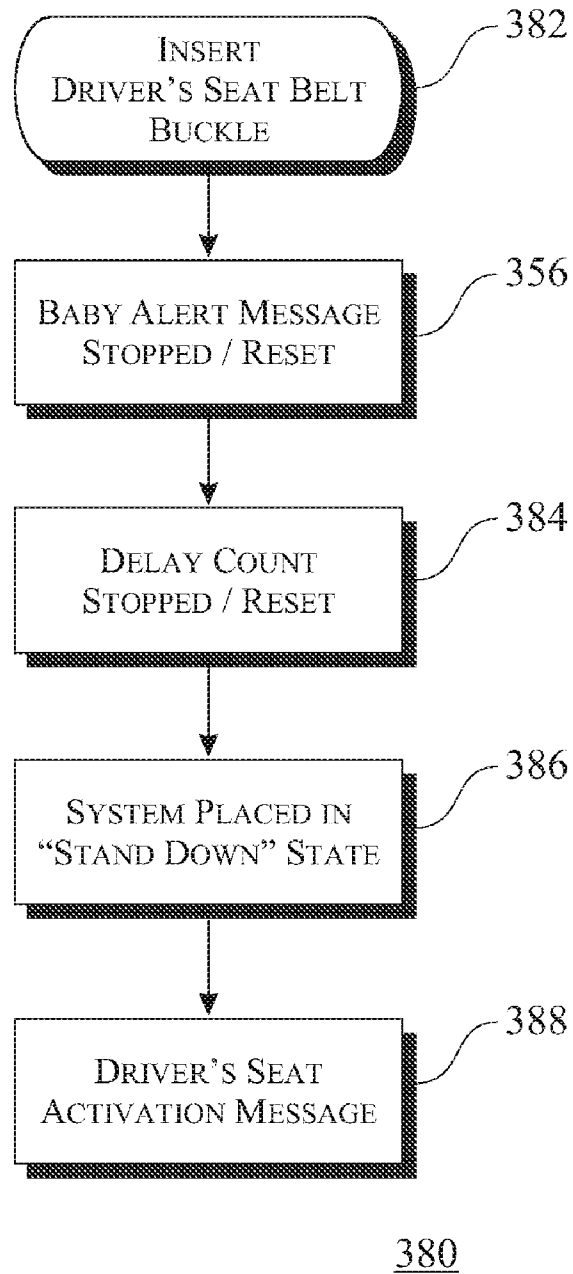 INSERT
DRIVER'S SEAT BELT
BUCKLE
382
BABY ALERT MESSAGE
STOPPED / RESET
356
DELAY COUNT
STOPPED / RESET
384
SYSTEM PLACED IN
“STAND DOWN” STATE
386
DRIVER'S SEAT
ACTIVATION MESSAGE
388
380